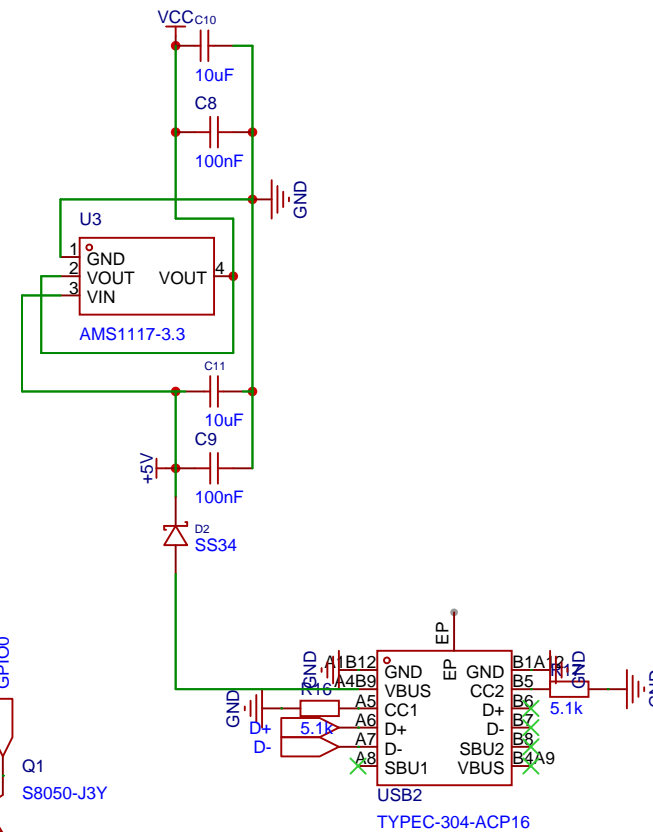 VCC
C10
10uF
C8
100nF
GND
U3
1
GND
2
VOUT
VOUT
4
3
VIN
AMS1117-3.3
C11
10uF
C9
+5V
100nF
D2
SS34
GPIO0
EP
EP
GND
A1B12
GND
GND
B1A12
GND
A4B9
VBUS
CC2
B5
R17
5.1k
GND
R16
5.1k
GND
A5
CC1
D+
B6
D+
A6
D+
D-
B7
D-
A7
D-
SBU2
B8
A8
SBU1
VBUS
B4A9
USB2
TYPEC-304-ACP16
Q1
S8050-J3Y